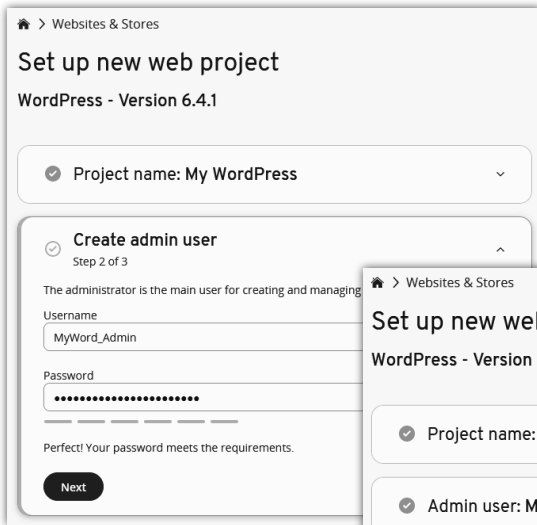 Websites & Stores
Set up new web project
WordPress - Version 6.4.1
Project name: My WordPress
Create admin user
Step 2 of 3
The administrator is the main user for creating and managing
Username
MyWord_Admin
Password
Perfect! Your password meets the requirements.
Next
Websites & Stores
Set up new
WordPress - Version
Project name:
Admin user: